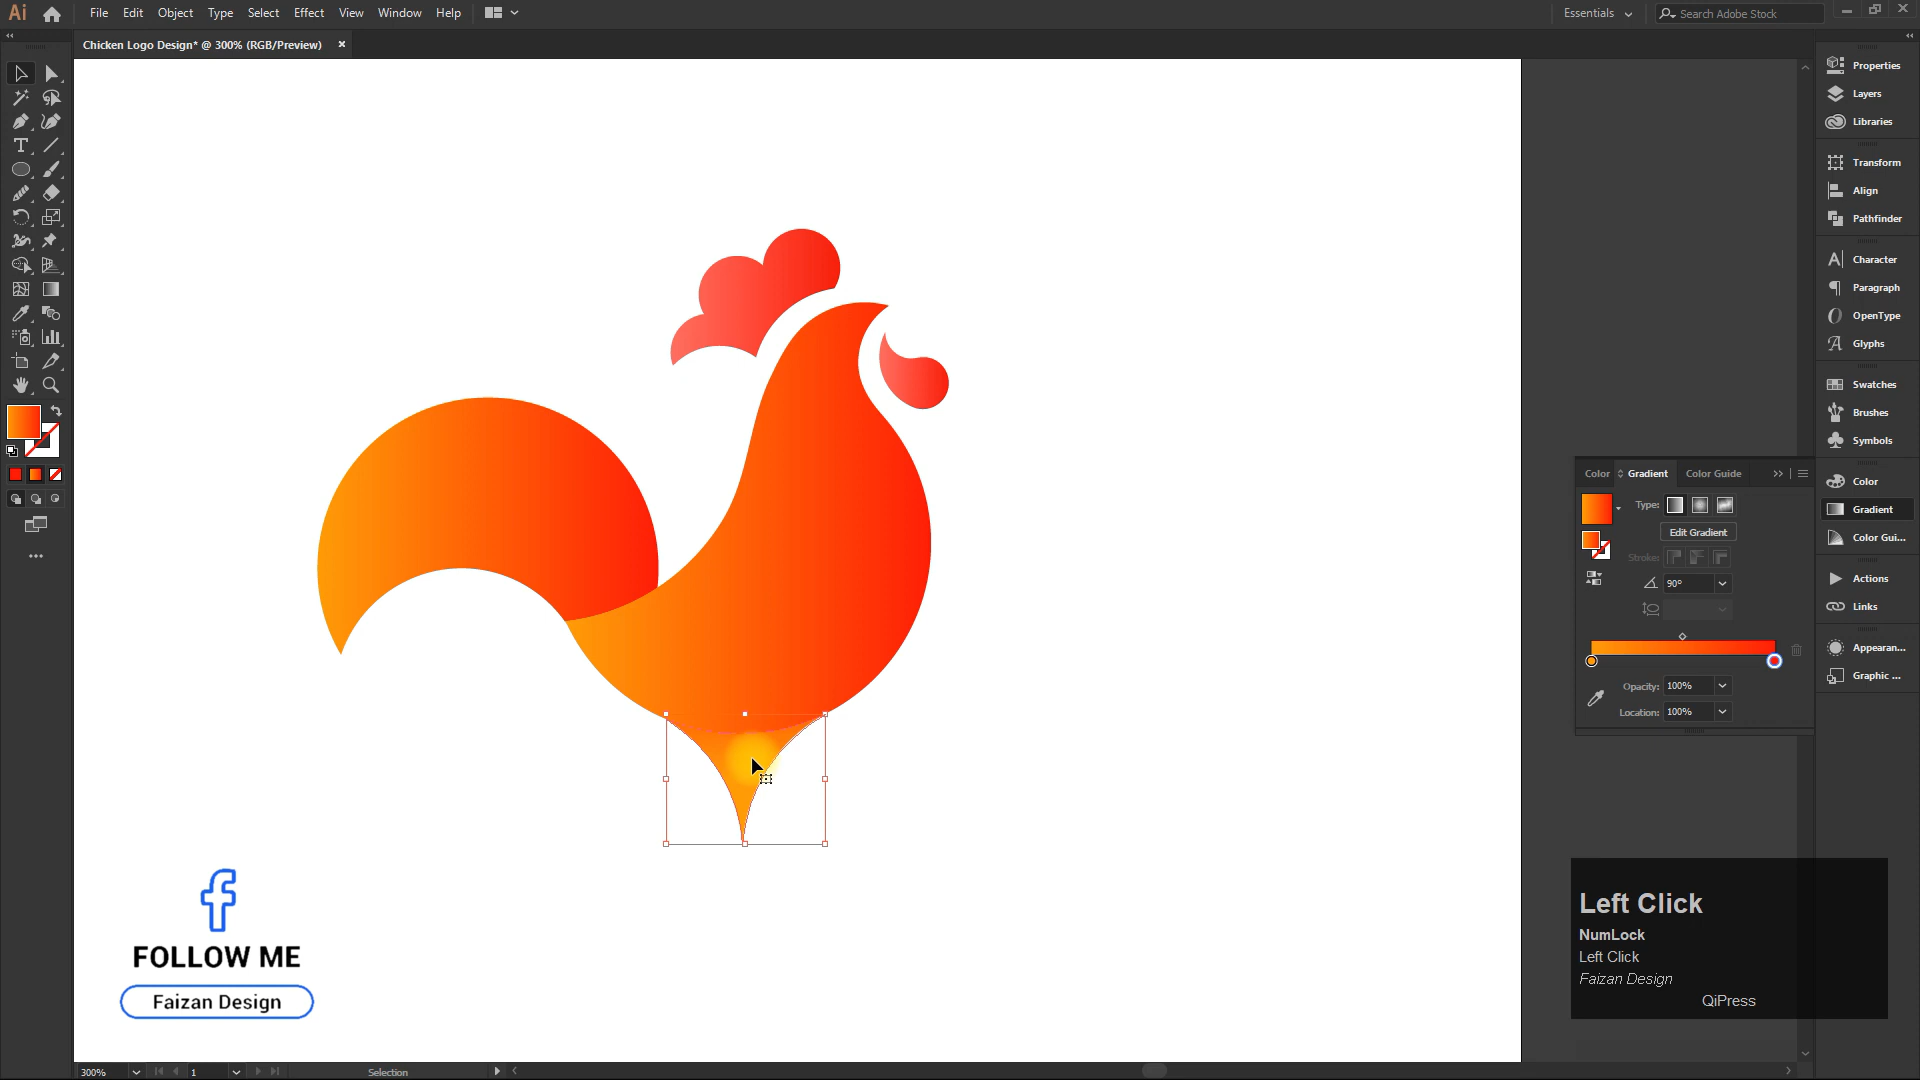 Ai File Edit Object Type Select Effect View Window Help Essentials Search Adobe Stock
Chicken Logo Design* @ 300% (RGB/Preview) ×
Properties
Layers
Libraries
Transform
Align
Pathfinder
Character
Paragraph
OpenType
Glyphs
Swatches
Brushes
Symbols
Color
Gradient
Color Gui...
Actions
Links
Appearan...
Graphic ...
Color Gradient Color Guide
Type:
Edit Gradient
Stroke:
90°
Opacity: 100%
Location: 100%
FOLLOW ME
Faizan Design
Left Click
NumLock
Left Click
Faizan Design
QiPress
300% 1 Selection